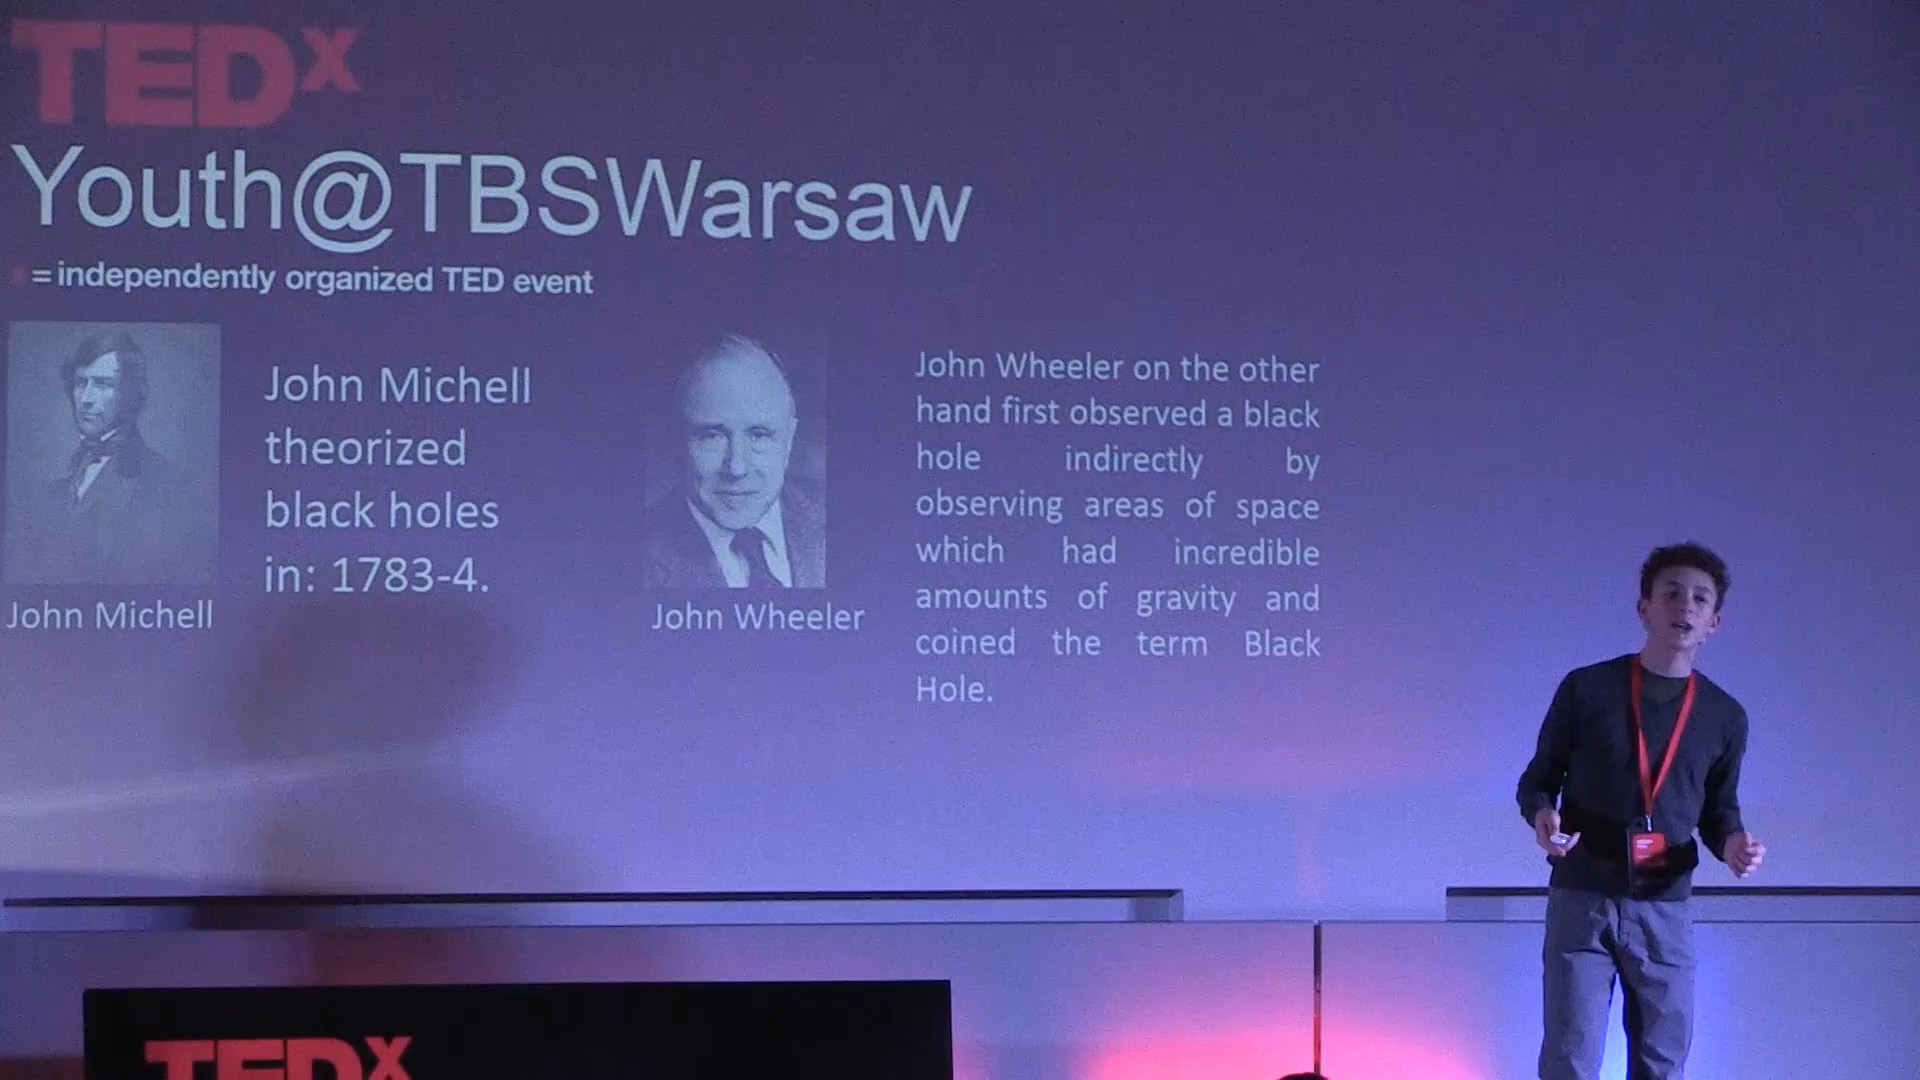 TEDx
Youth@TBSWarsaw
x = independently organized TED event
John Michell
theorized
black holes
in: 1783-4.
John Michell
John Wheeler
John Wheeler on the other
hand first observed a black
hole indirectly by
observing areas of space
which had incredible
amounts of gravity and
coined the term Black
Hole.
TEDx